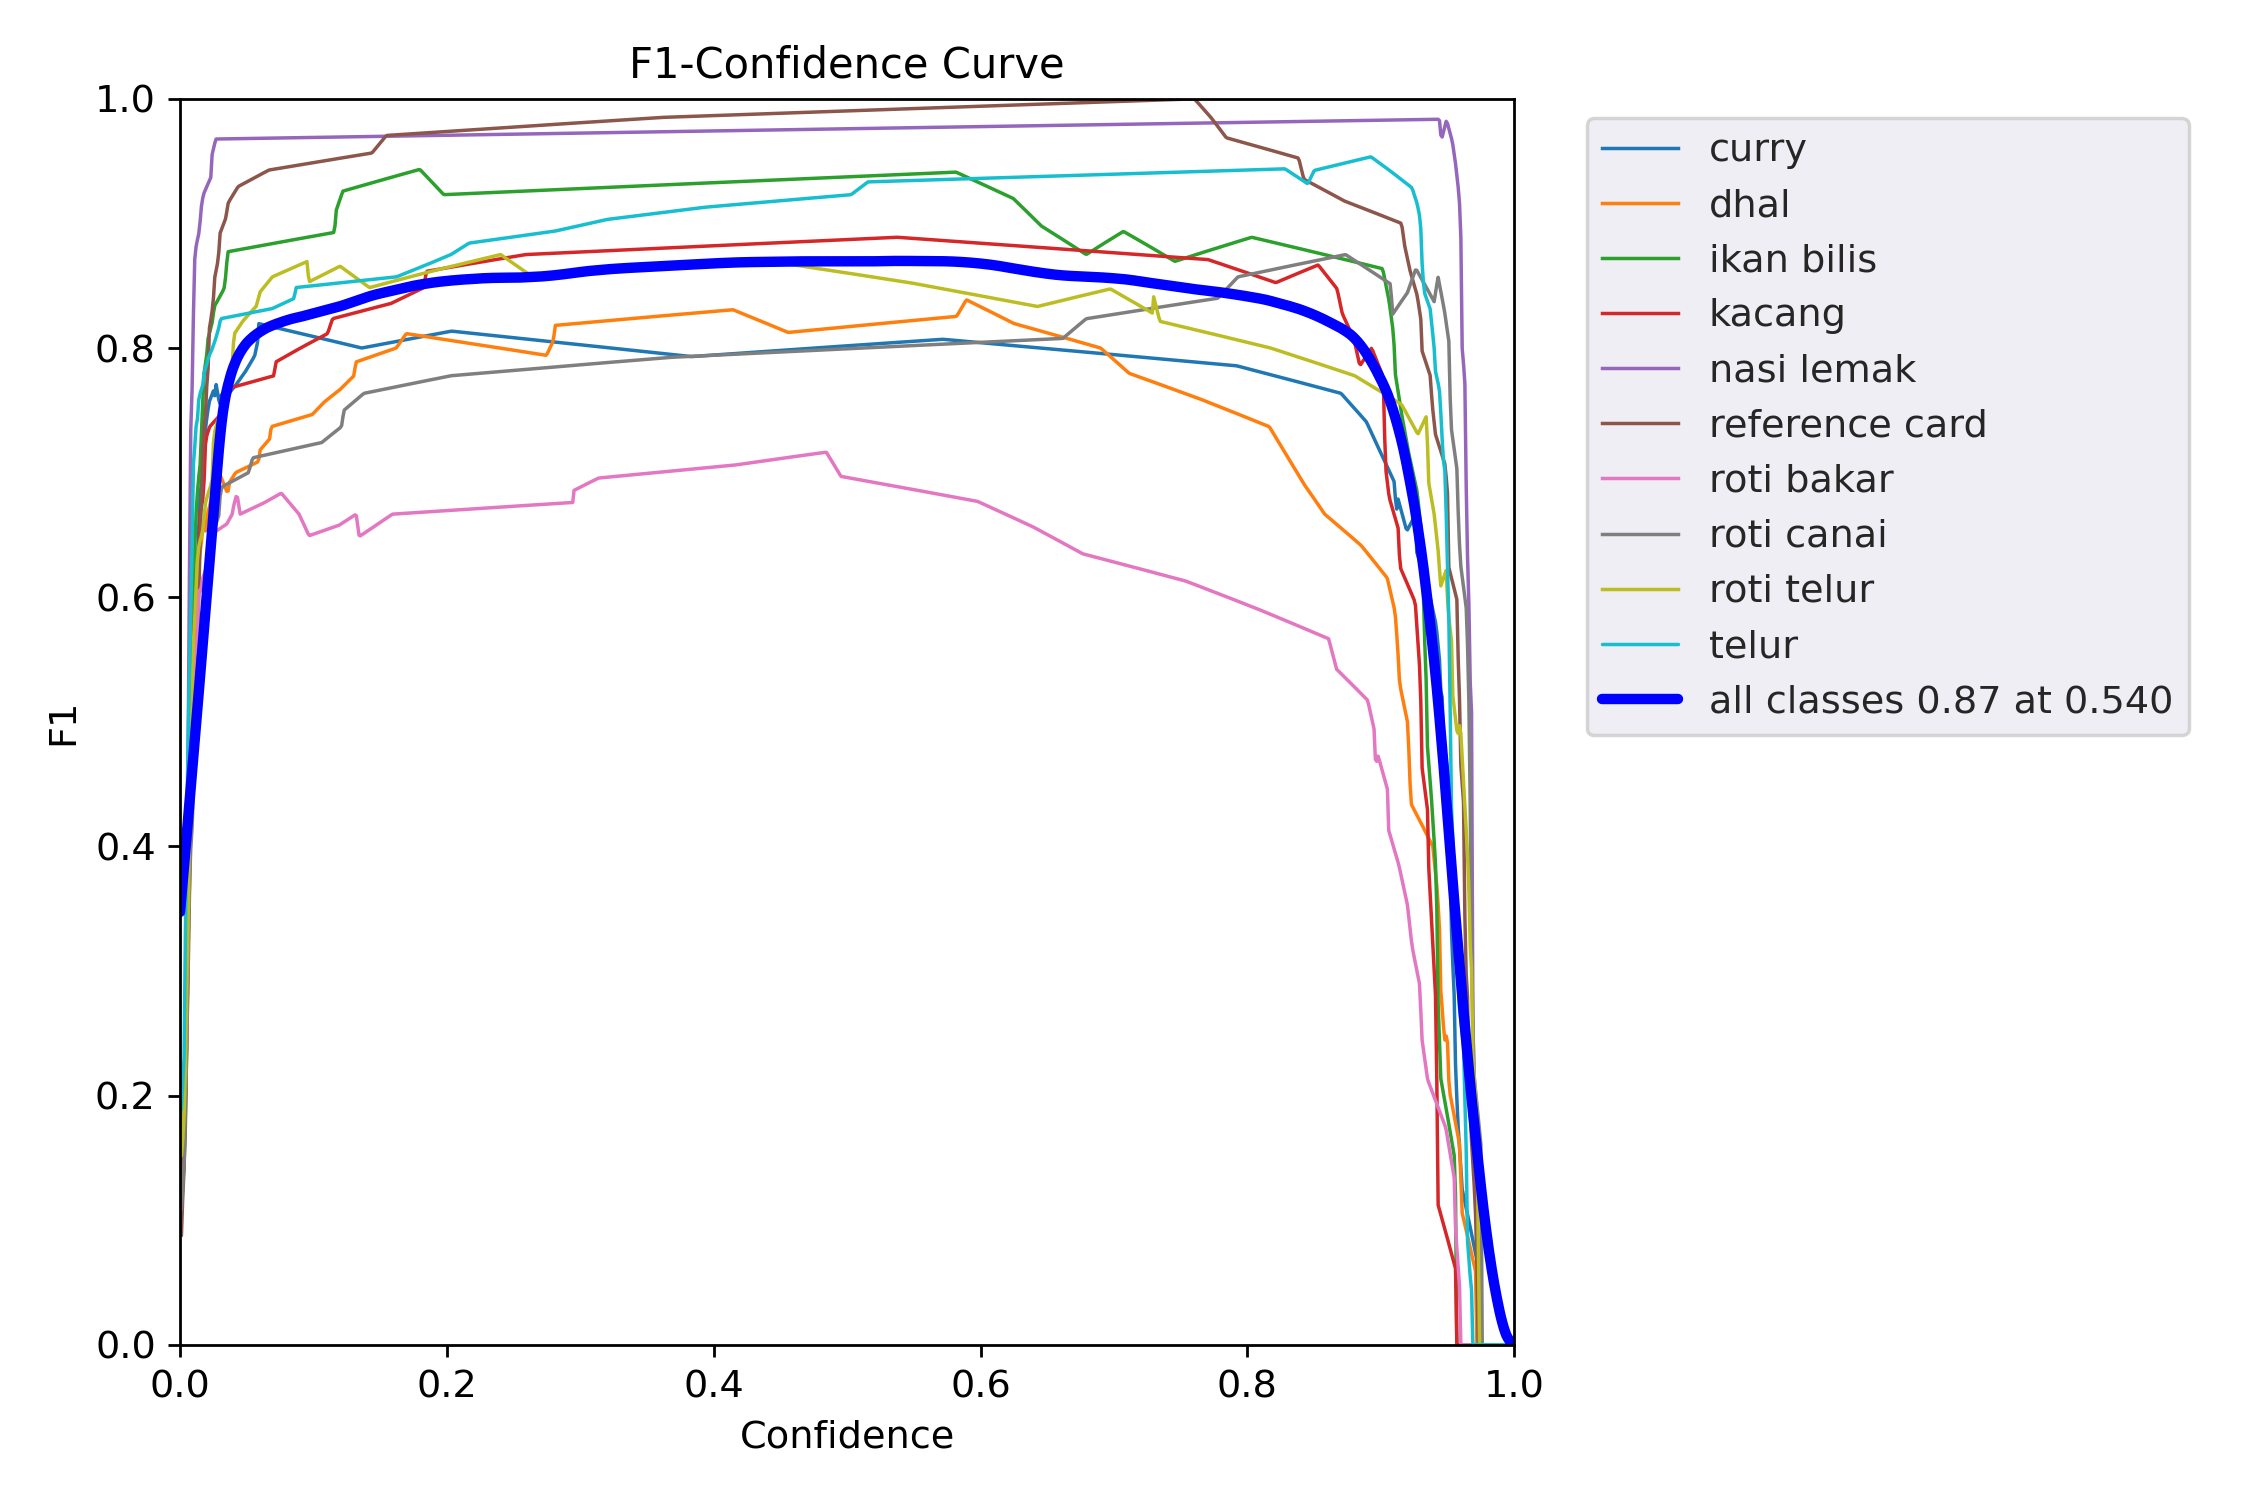 F1-Confidence Curve
1.0
0.8
0.6
0.4
0.2
0.0
F1
0.0 0.2 0.4 0.6 0.8 1.0
Confidence
curry
dhal
ikan bilis
kacang
nasi lemak
reference card
roti bakar
roti canai
roti telur
telur
all classes 0.87 at 0.540